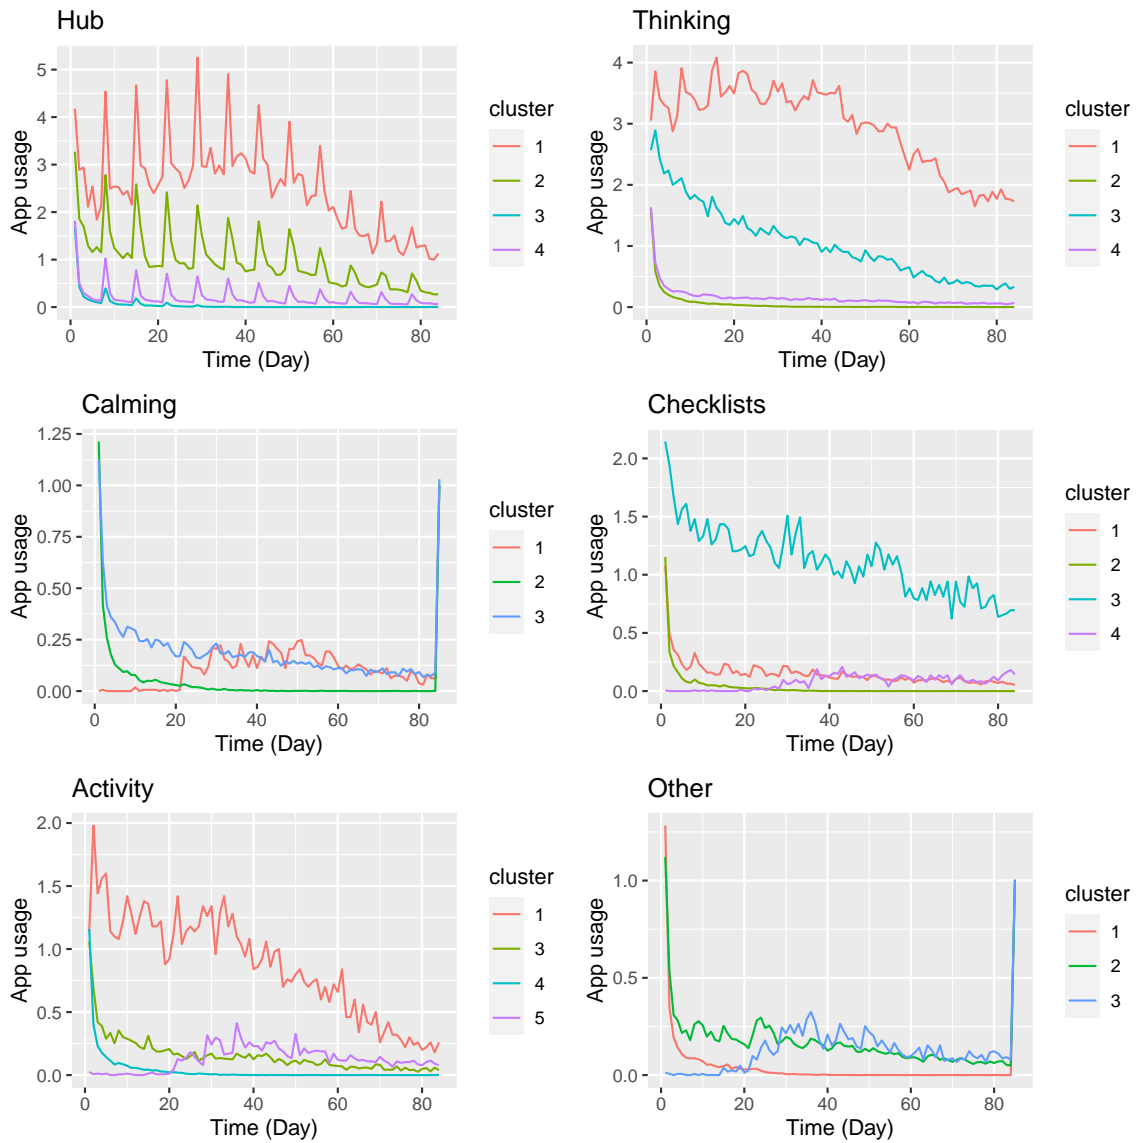 Hub
App usage
5
4
3
2
1
0
0 20 40 60 80
Time (Day)
cluster
1
2
3
4
Thinking
App usage
4
3
2
1
0
0 20 40 60 80
Time (Day)
cluster
1
2
3
4
Calming
App usage
1.25
1.00
0.75
0.50
0.25
0.00
0 20 40 60 80
Time (Day)
cluster
1
2
3
Checklists
App usage
2.0
1.5
1.0
0.5
0.0
0 20 40 60 80
Time (Day)
cluster
1
2
3
4
Activity
App usage
2.0
1.5
1.0
0.5
0.0
0 20 40 60 80
Time (Day)
cluster
1
3
4
5
Other
App usage
1.0
0.5
0.0
0 20 40 60 80
Time (Day)
cluster
1
2
3